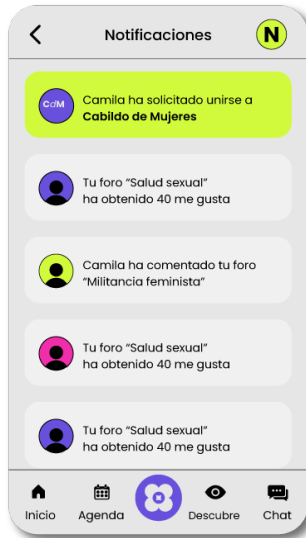 Notificaciones
N
CdM
Camila ha solicitado unirse a
Cabildo de Mujeres
Tu foro “Salud sexual”
ha obtenido 40 me gusta
Camila ha comentado tu foro
“Militancia feminista”
Tu foro “Salud sexual”
ha obtenido 40 me gusta
Tu foro “Salud sexual”
ha obtenido 40 me gusta
Inicio
Agenda
Descubre
Chat